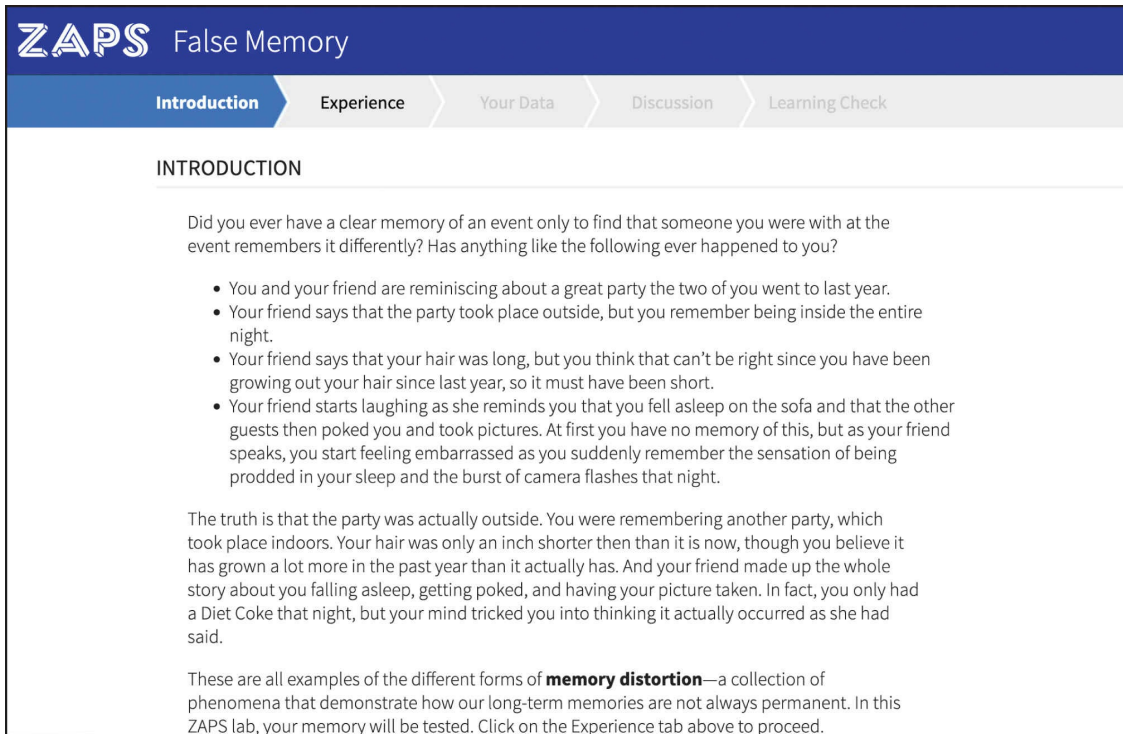 ZAPS False Memory
Introduction Experience Your Data Discussion Learning Check
INTRODUCTION
Did you ever have a clear memory of an event only to find that someone you were with at the
event remembers it differently? Has anything like the following ever happened to you?
• You and your friend are reminiscing about a great party the two of you went to last year.
• Your friend says that the party took place outside, but you remember being inside the entire
night.
• Your friend says that your hair was long, but you think that can't be right since you have been
growing out your hair since last year, so it must have been short.
• Your friend starts laughing as she reminds you that you fell asleep on the sofa and that the other
guests then poked you and took pictures. At first you have no memory of this, but as your friend
speaks, you start feeling embarrassed as you suddenly remember the sensation of being
prodded in your sleep and the burst of camera flashes that night.
The truth is that the party was actually outside. You were remembering another party, which
took place indoors. Your hair was only an inch shorter then than it is now, though you believe it
has grown a lot more in the past year than it actually has. And your friend made up the whole
story about you falling asleep, getting poked, and having your picture taken. In fact, you only had
a Diet Coke that night, but your mind tricked you into thinking it actually occurred as she had
said.
These are all examples of the different forms of memory distortion—a collection of
phenomena that demonstrate how our long-term memories are not always permanent. In this
ZAPS lab, your memory will be tested. Click on the Experience tab above to proceed.